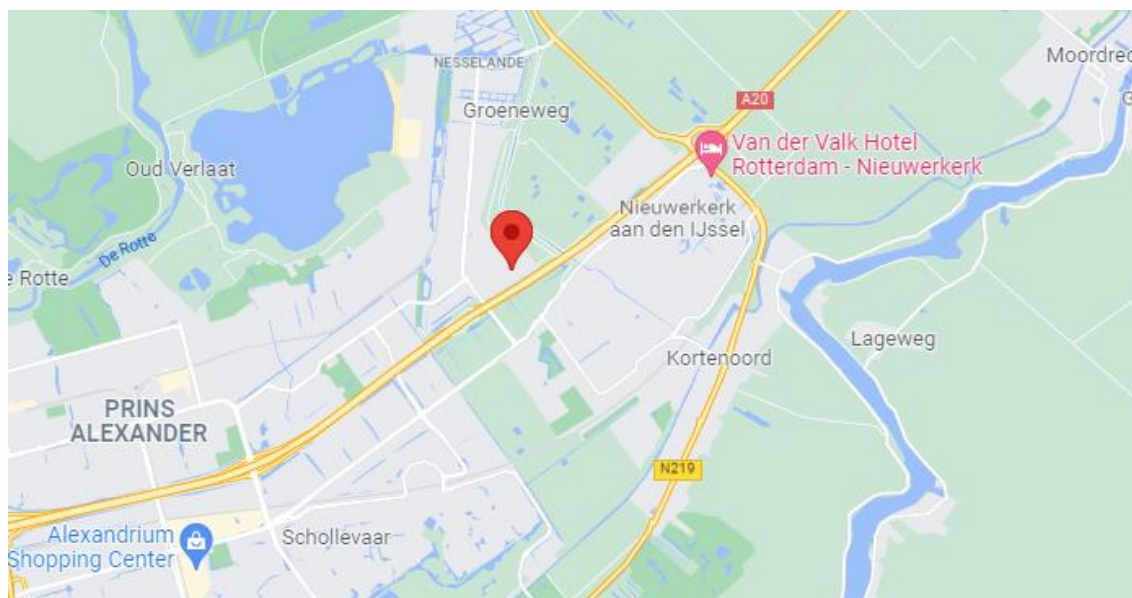 Moordrec
NESSELANDE
A20
G
Groeneweg
Van der Valk Hotel
Rotterdam - Nieuwerkerk
Oud Verlaat
Nieuwerkerk
aan den IJssel
De Rotte
e Rotte
Lageweg
Kortenoord
PRINS
ALEXANDER
N219
Alexandrium
Shopping Center
Schollevaar